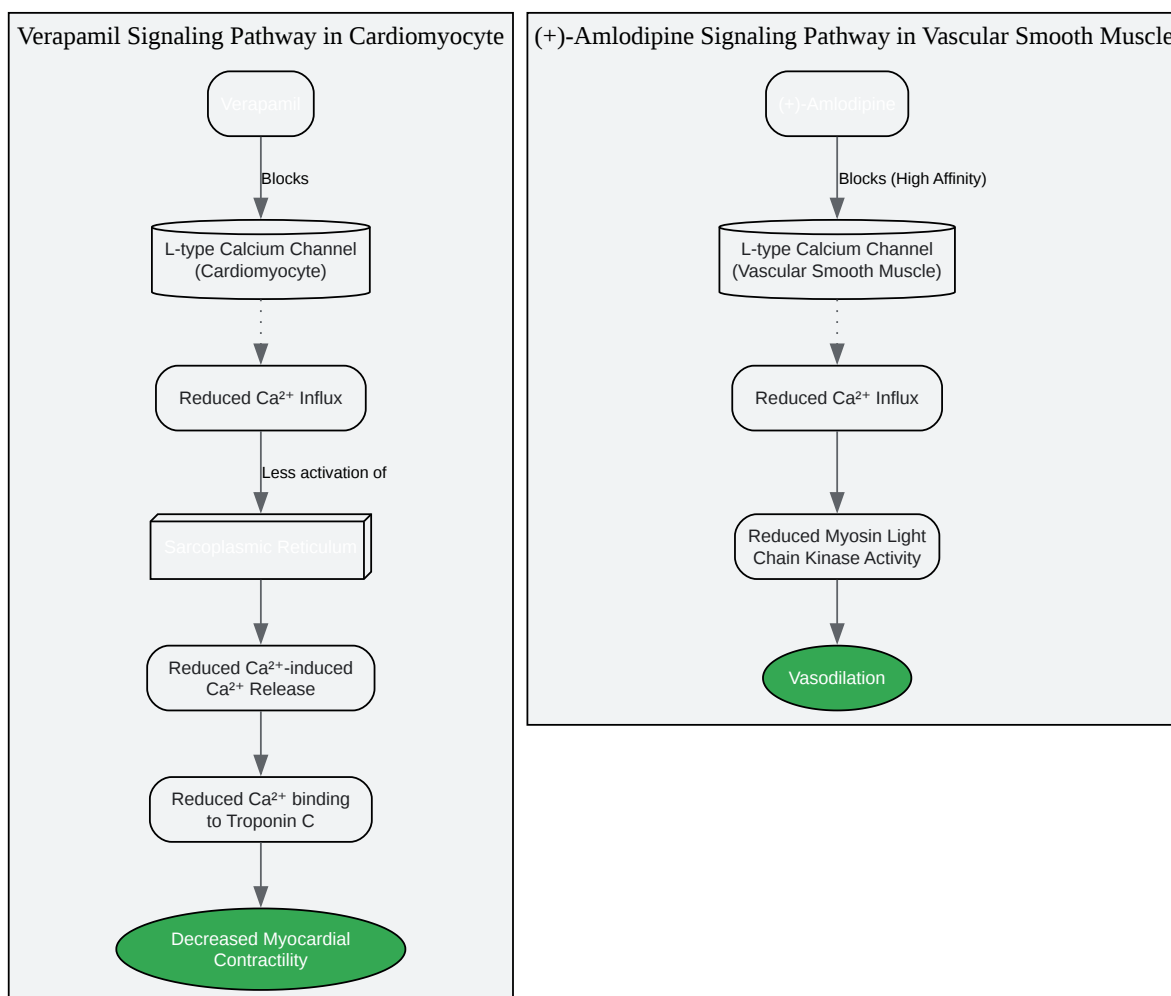 Verapamil Signaling Pathway in Cardiomyocyte
Verapamil
Blocks
L-type Calcium Channel
(Cardiomyocyte)
Reduced Ca²⁺ Influx
Less activation of
Sarcoplasmic Reticulum
Reduced Ca²⁺-induced
Ca²⁺ Release
Reduced Ca²⁺ binding
to Troponin C
Decreased Myocardial
Contractility
(+)-Amlodipine Signaling Pathway in Vascular Smooth Muscle
(+)-Amlodipine
Blocks (High Affinity)
L-type Calcium Channel
(Vascular Smooth Muscle)
Reduced Ca²⁺ Influx
Reduced Myosin Light
Chain Kinase Activity
Vasodilation